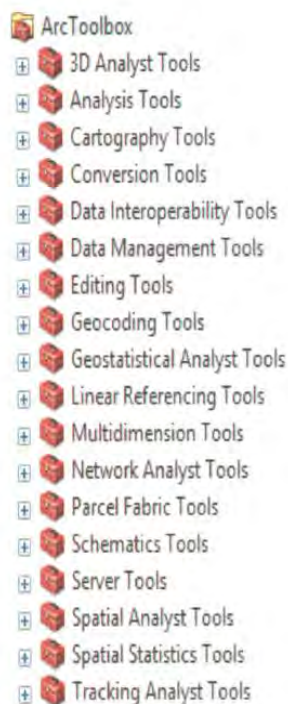 ArcToolbox
3D Analyst Tools
Analysis Tools
Cartography Tools
Conversion Tools
Data Interoperability Tools
Data Management Tools
Editing Tools
Geocoding Tools
Geostatistical Analyst Tools
Linear Referencing Tools
Multidimension Tools
Network Analyst Tools
Parcel Fabric Tools
Schematics Tools
Server Tools
Spatial Analyst Tools
Spatial Statistics Tools
Tracking Analyst Tools